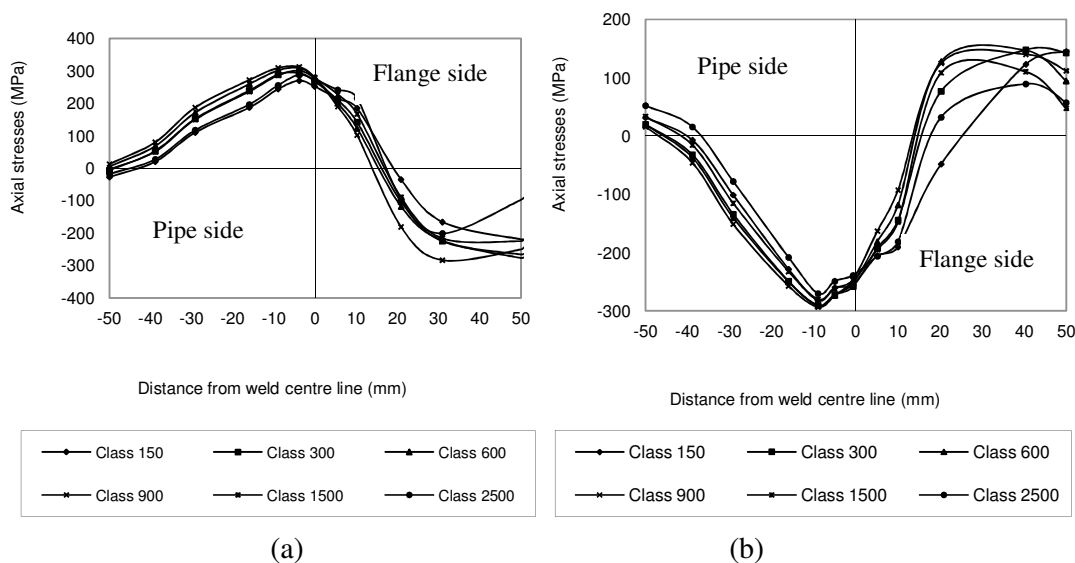 Axial stresses (MPa)
400
300
200
100
0
-100
-200
-300
-400
-50 -40 -30 -20 -10 0 10 20 30 40 50
Flange side
Pipe side
Distance from weld centre line (mm)
Class 150 Class 300 Class 600
Class 900 Class 1500 Class 2500
(a)
Axial stresses (MPa)
200
100
0
-100
-200
-300
-50 -40 -30 -20 -10 0 10 20 30 40 50
Pipe side
Flange side
Distance from weld centre line (mm)
Class 150 Class 300 Class 600
Class 900 Class 1500 Class 2500
(b)